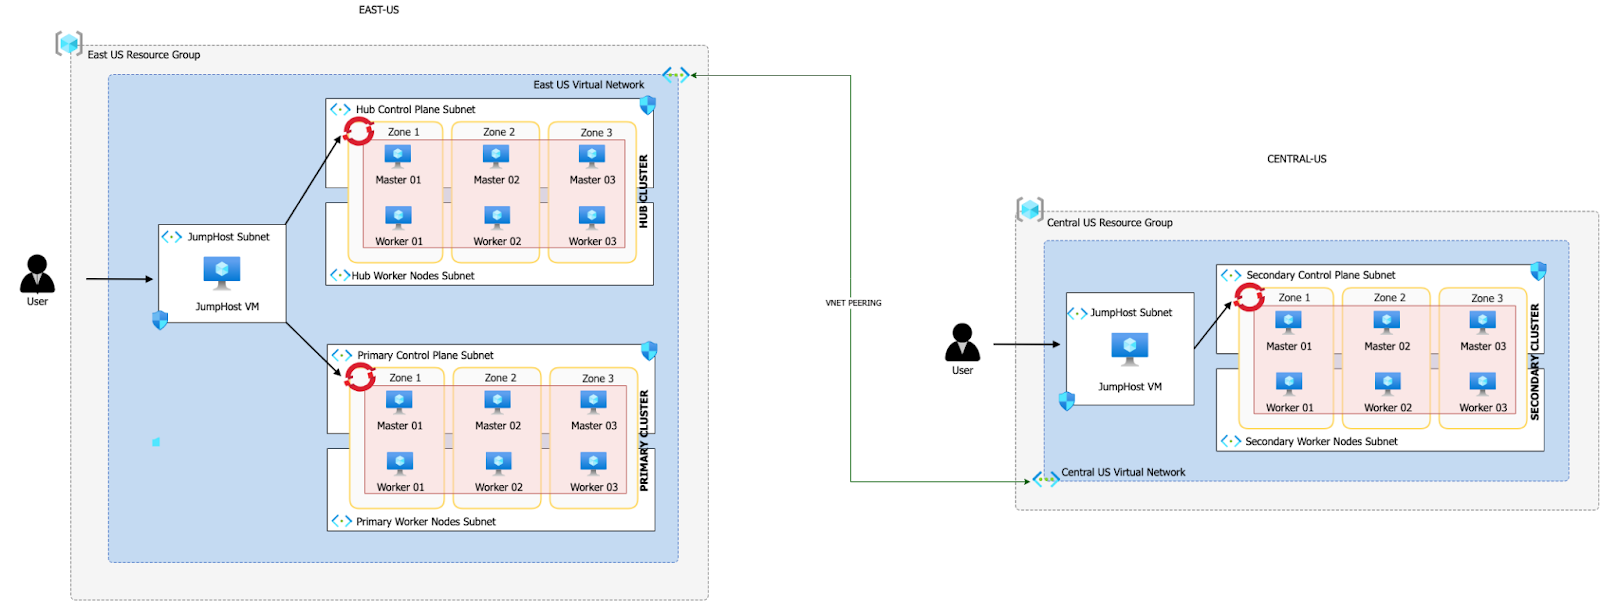 EAST-US
East US Resource Group
East US Virtual Network
Hub Control Plane Subnet
Zone 1
Zone 2
Zone 3
Master 01
Master 02
Master 03
Worker 01
Worker 02
Worker 03
HUB CLUSTER
Hub Worker Nodes Subnet
JumpHost Subnet
JumpHost VM
User
Primary Control Plane Subnet
Zone 1
Zone 2
Zone 3
Master 01
Master 02
Master 03
Worker 01
Worker 02
Worker 03
PRIMARY CLUSTER
Primary Worker Nodes Subnet
VNET PEERING
CENTRAL-US
Central US Resource Group
Secondary Control Plane Subnet
Zone 1
Zone 2
Zone 3
Master 01
Master 02
Master 03
Worker 01
Worker 02
Worker 03
SECONDARY CLUSTER
Secondary Worker Nodes Subnet
JumpHost Subnet
JumpHost VM
User
Central US Virtual Network